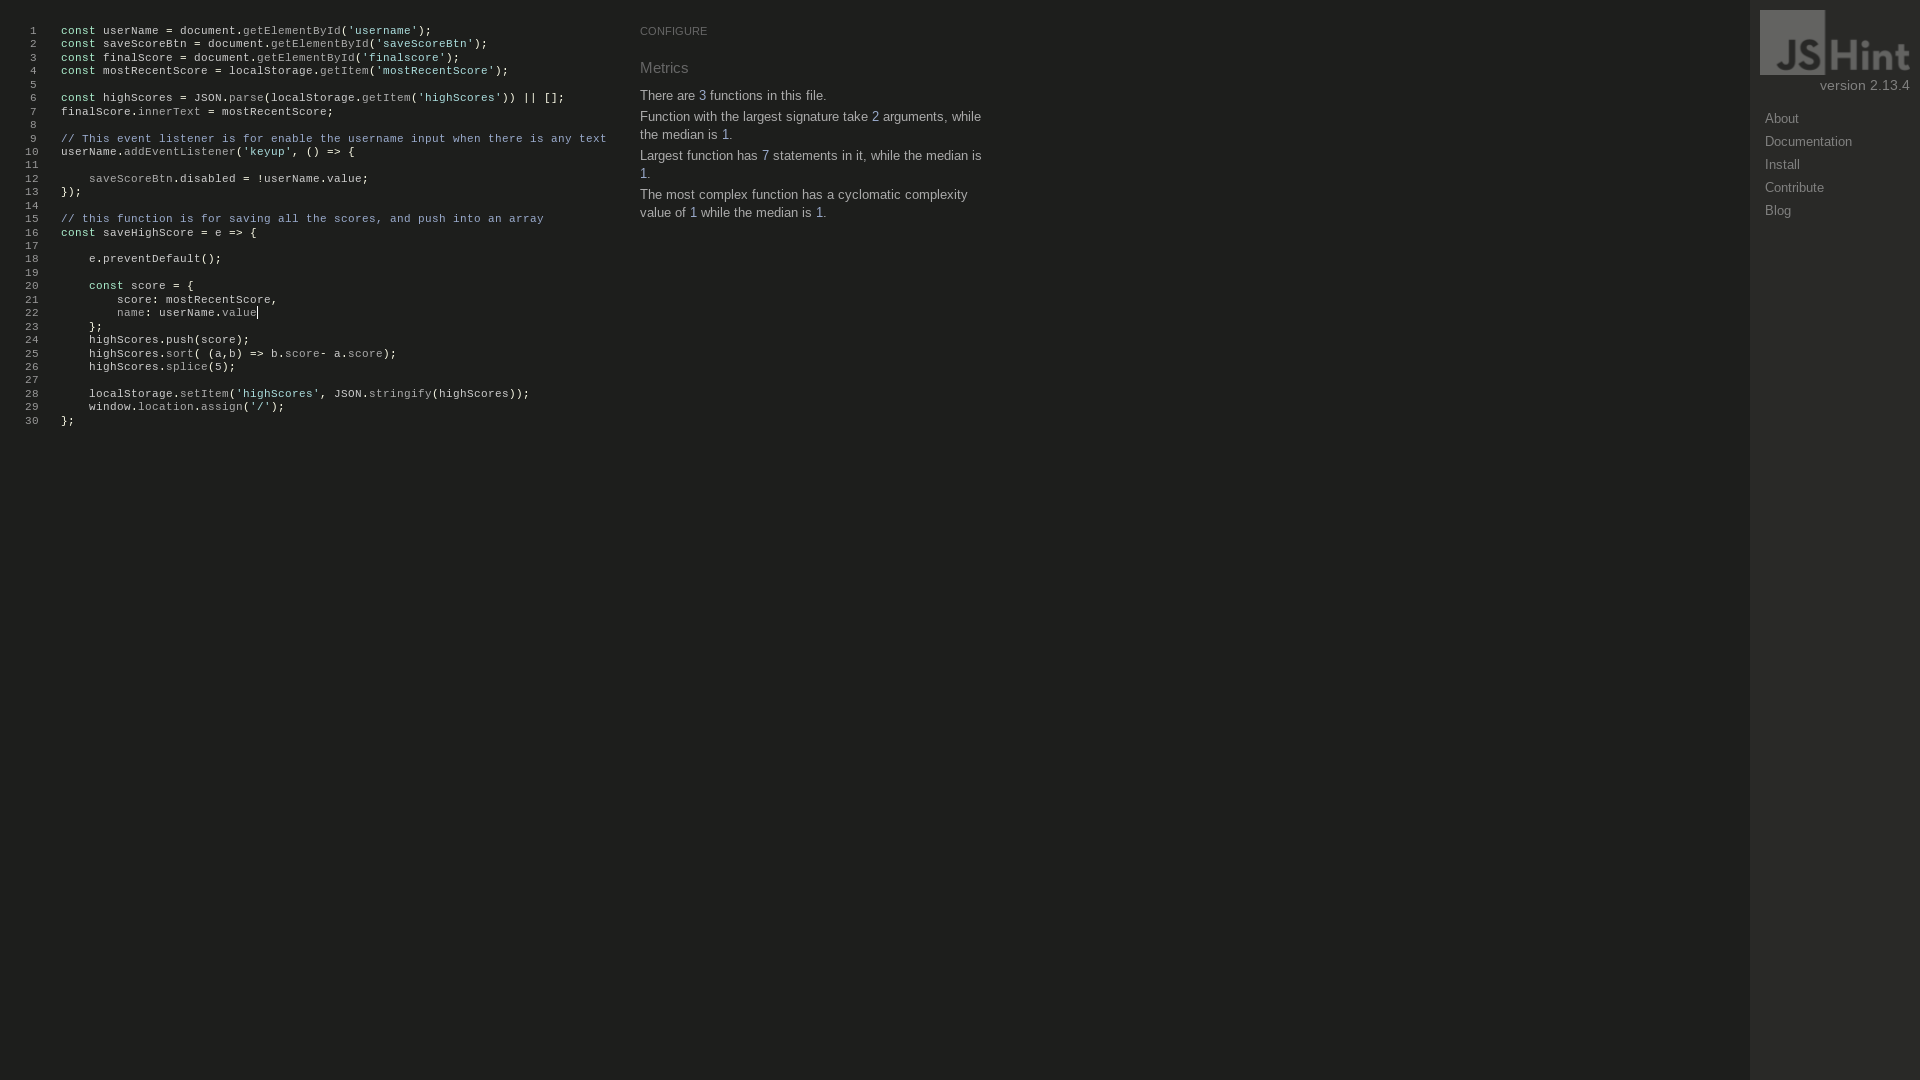 1 const userName = document.getElementById('username');
2 const saveScoreBtn = document.getElementById('saveScoreBtn');
3 const finalScore = document.getElementById('finalscore');
4 const mostRecentScore = localStorage.getItem('mostRecentScore');
5
6 const highScores = JSON.parse(localStorage.getItem('highScores')) || [];
7 finalScore.innerText = mostRecentScore;
8
9 // This event listener is for enable the username input when there is any text
10 userName.addEventListener('keyup', () => {
11
12     saveScoreBtn.disabled = !userName.value;
13 });
14
15 // this function is for saving all the scores, and push into an array
16 const saveHighScore = e => {
17
18     e.preventDefault();
19
20     const score = {
21         score: mostRecentScore,
22         name: userName.value
23     };
24     highScores.push(score);
25     highScores.sort( (a,b) => b.score- a.score);
26     highScores.splice(5);
27
28     localStorage.setItem('highScores', JSON.stringify(highScores));
29     window.location.assign('/');
30 };
CONFIGURE
Metrics
There are 3 functions in this file.
Function with the largest signature take 2 arguments, while
the median is 1.
Largest function has 7 statements in it, while the median is
1.
The most complex function has a cyclomatic complexity
value of 1 while the median is 1.
JSHint
version 2.13.4
About
Documentation
Install
Contribute
Blog